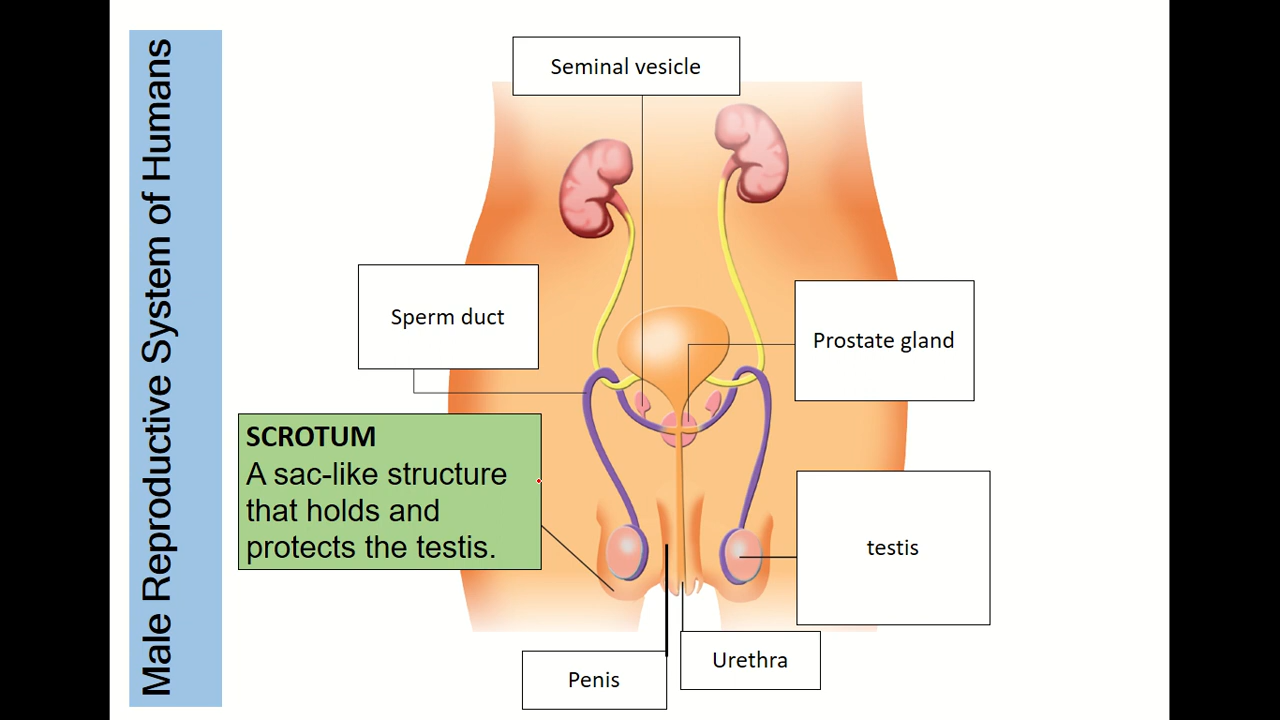 Male Reproductive System of Humans
Seminal vesicle
Sperm duct
Prostate gland
SCROTUM
A sac-like structure
that holds and
protects the testis.
testis
Urethra
Penis